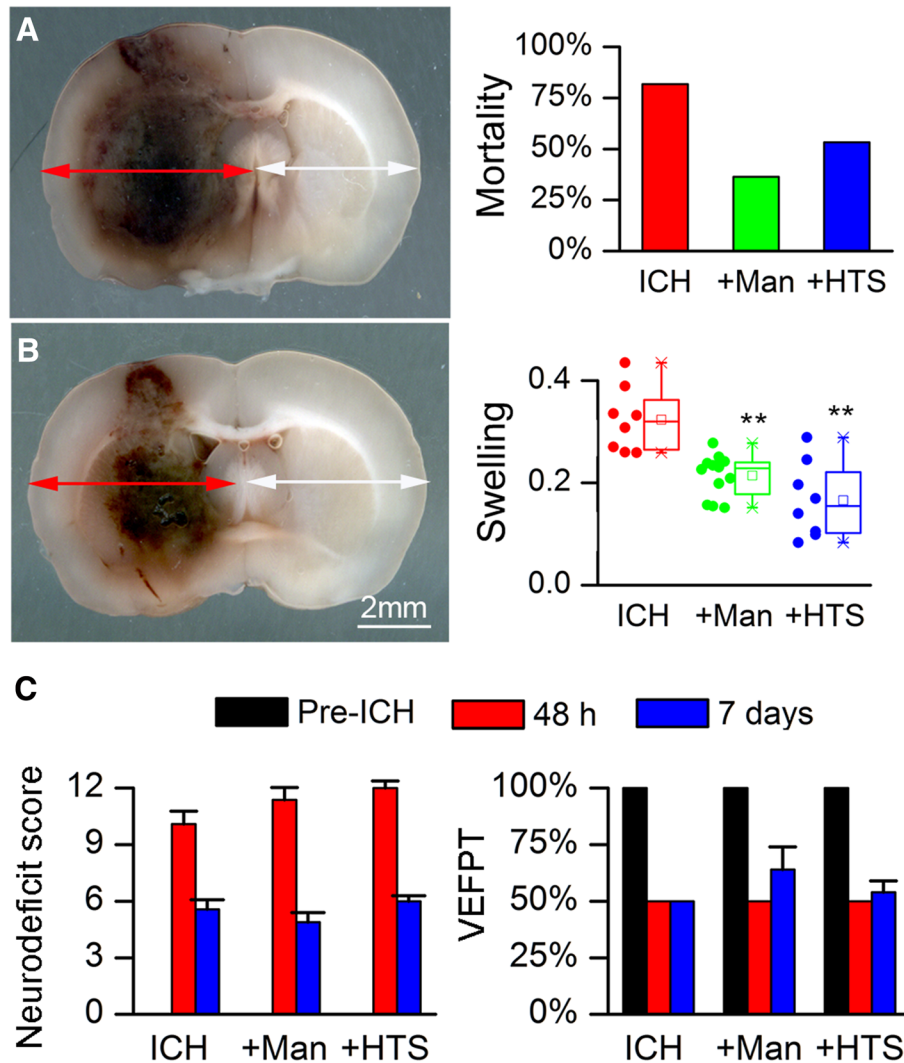 A
Mortality
100%
75%
50%
25%
0%
ICH +Man +HTS
B
2mm
Swelling
0.4
0.2
0.0
** **
ICH +Man +HTS
C
Pre-ICH 48 h 7 days
Neurodeficit score
12
9
6
3
0
ICH +Man +HTS
VEFPT
100%
75%
50%
25%
0%
ICH +Man +HTS